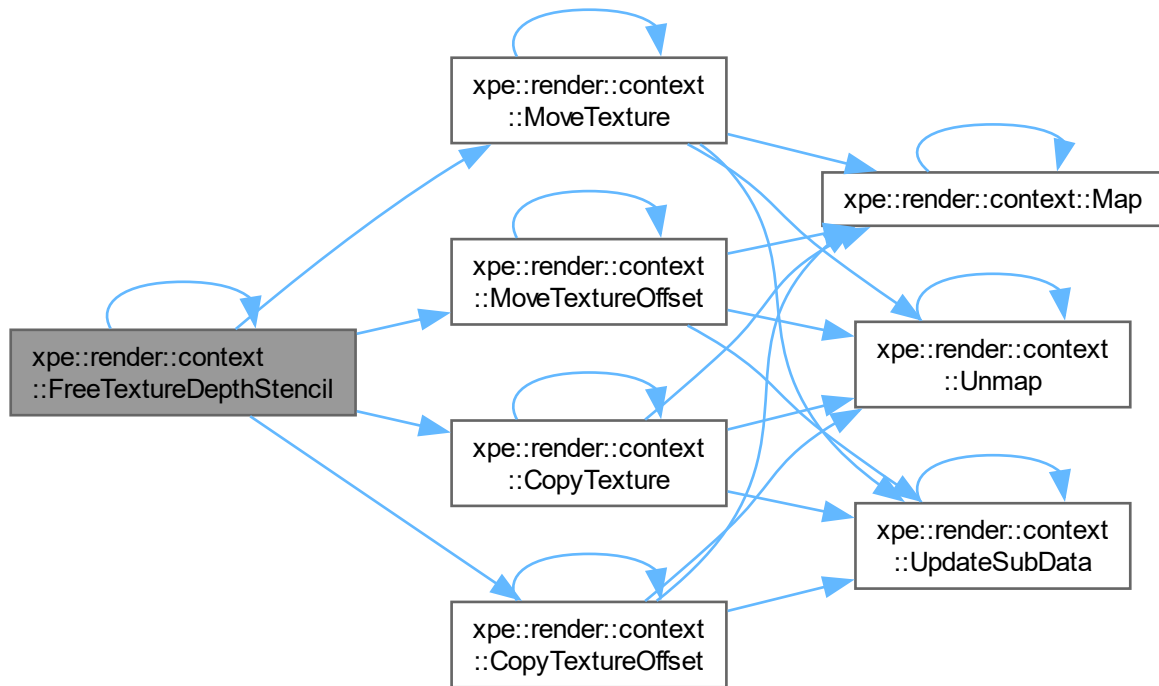 xpe::render::context
::FreeTextureDepthStencil
xpe::render::context
::MoveTexture
xpe::render::context
::MoveTextureOffset
xpe::render::context
::CopyTexture
xpe::render::context
::CopyTextureOffset
xpe::render::context::Map
xpe::render::context
::Unmap
xpe::render::context
::UpdateSubData